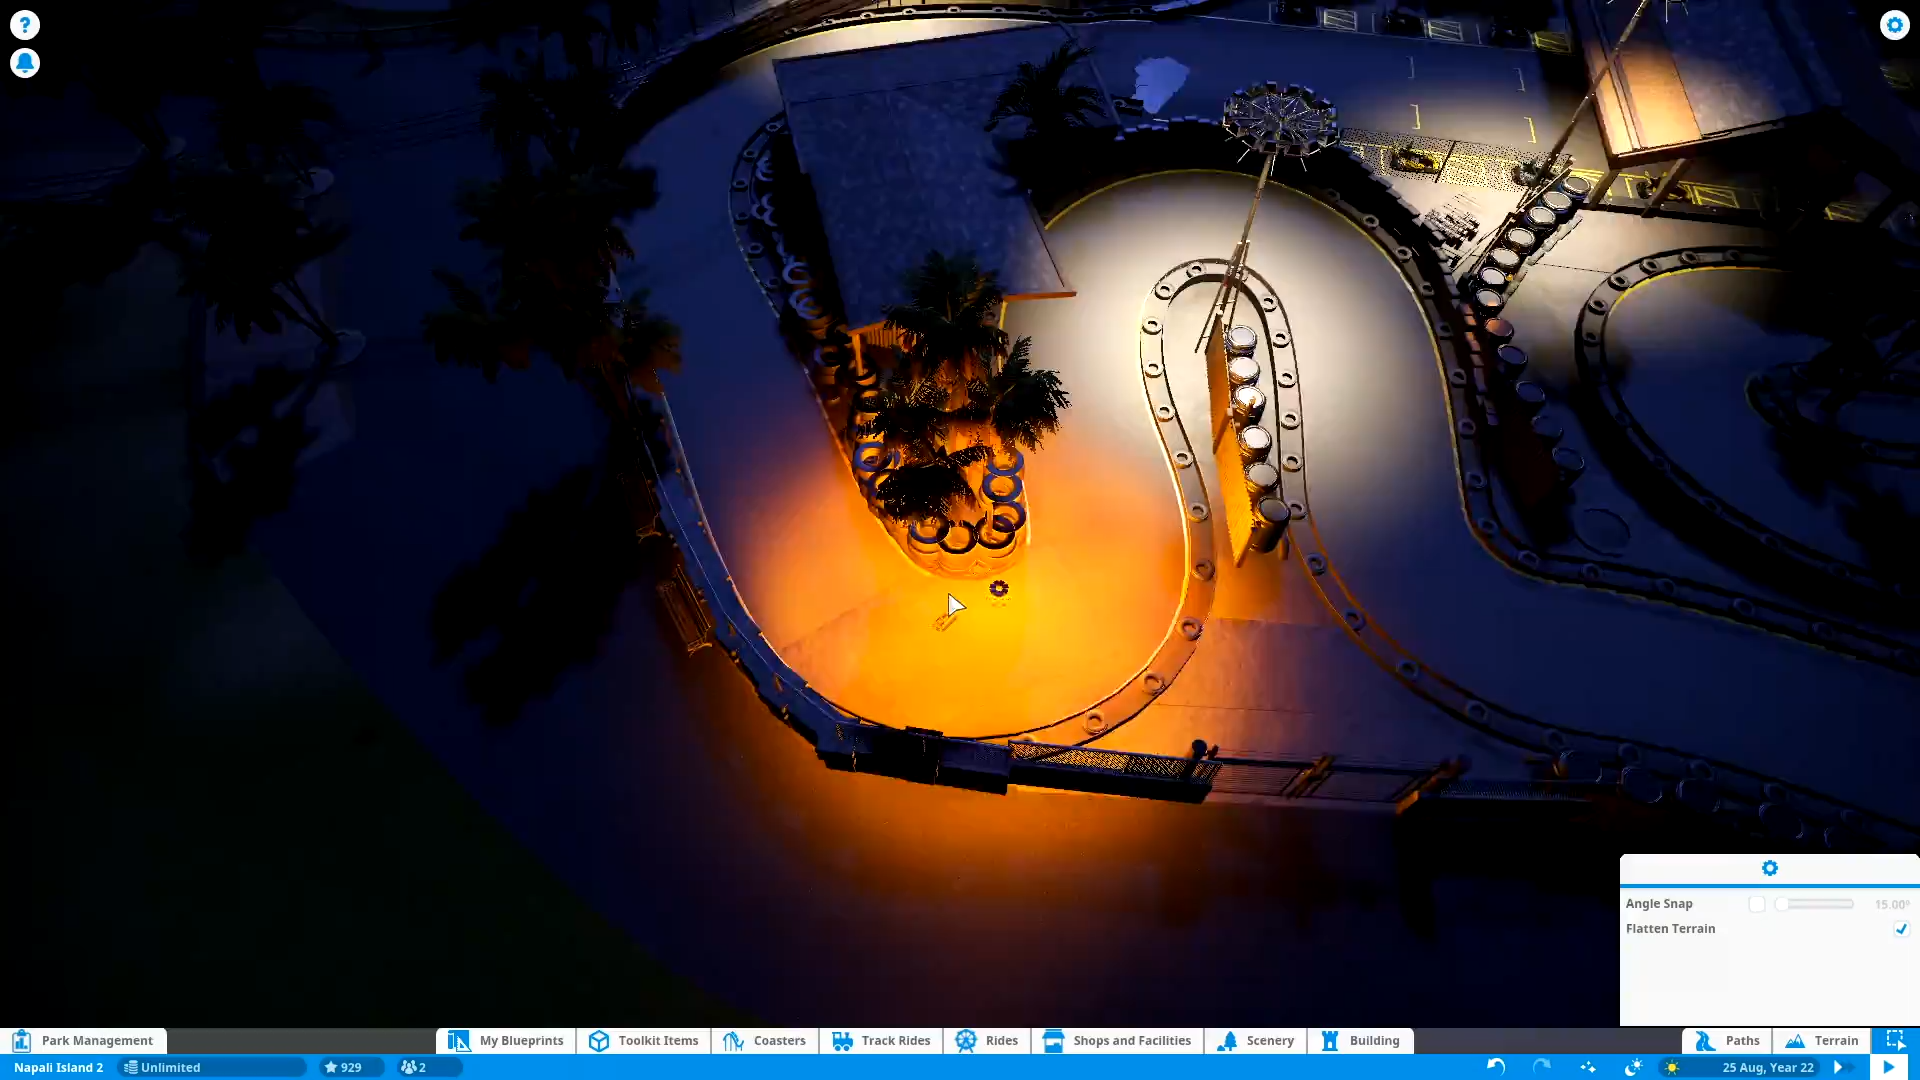 ?
Angle Snap 15.00°
Flatten Terrain
Park Management
My Blueprints
Toolkit Items
Coasters
Track Rides
Rides
Shops and Facilities
Scenery
Building
Paths
Terrain
Napali Island 2
Unlimited
929
2
25 Aug, Year 22